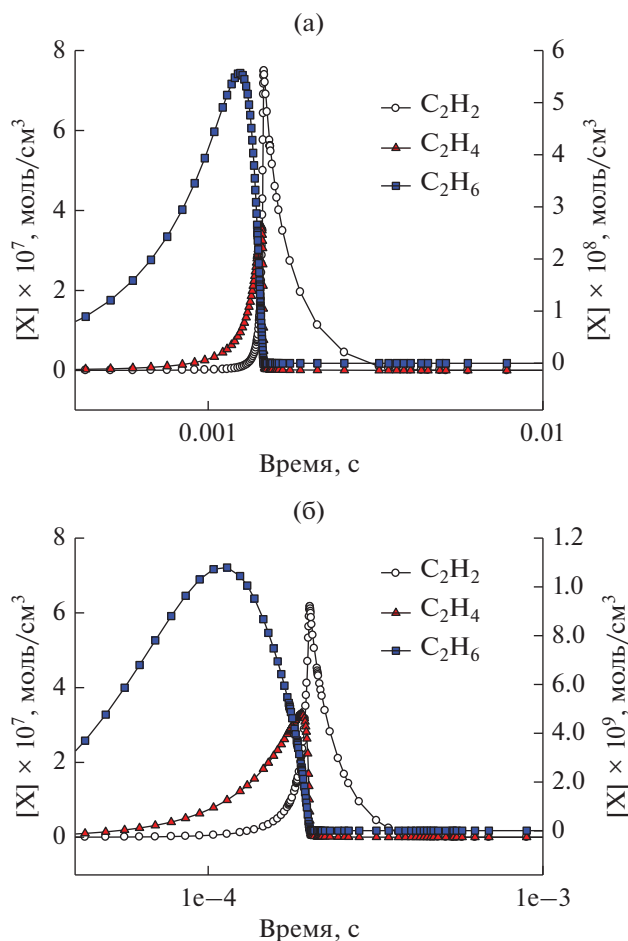 (а)
8
6
4
2
0
[X] × 10⁷, моль/см³
6
5
4
3
2
1
0
[X] × 10⁸, моль/см³
C₂H₂
C₂H₄
C₂H₆
0.001
0.01
Время, с
(б)
8
6
4
2
0
[X] × 10⁷, моль/см³
1.2
1.0
8.0
6.0
4.0
2.0
0
[X] × 10⁹, моль/см³
C₂H₂
C₂H₄
C₂H₆
1e−4
1e−3
Время, с